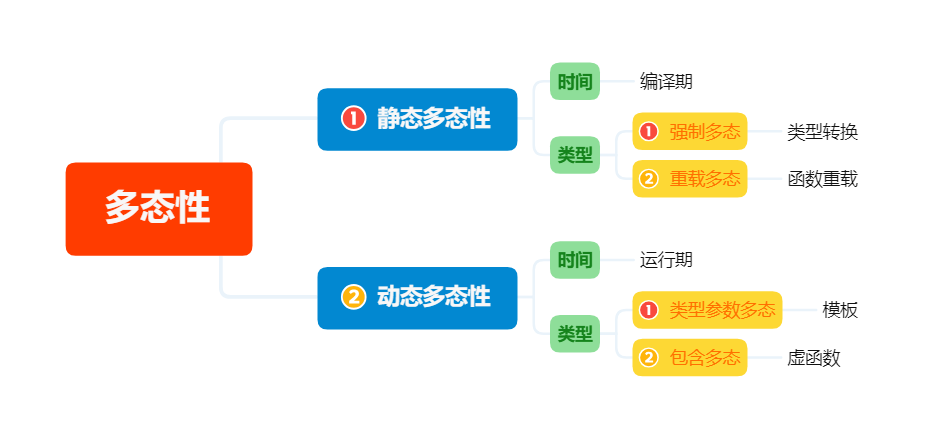 多态性
1 静态多态性
时间
编译期
类型
1 强制多态
类型转换
2 重载多态
函数重载
2 动态多态性
时间
运行期
类型
1 类型参数多态
模板
2 包含多态
虚函数